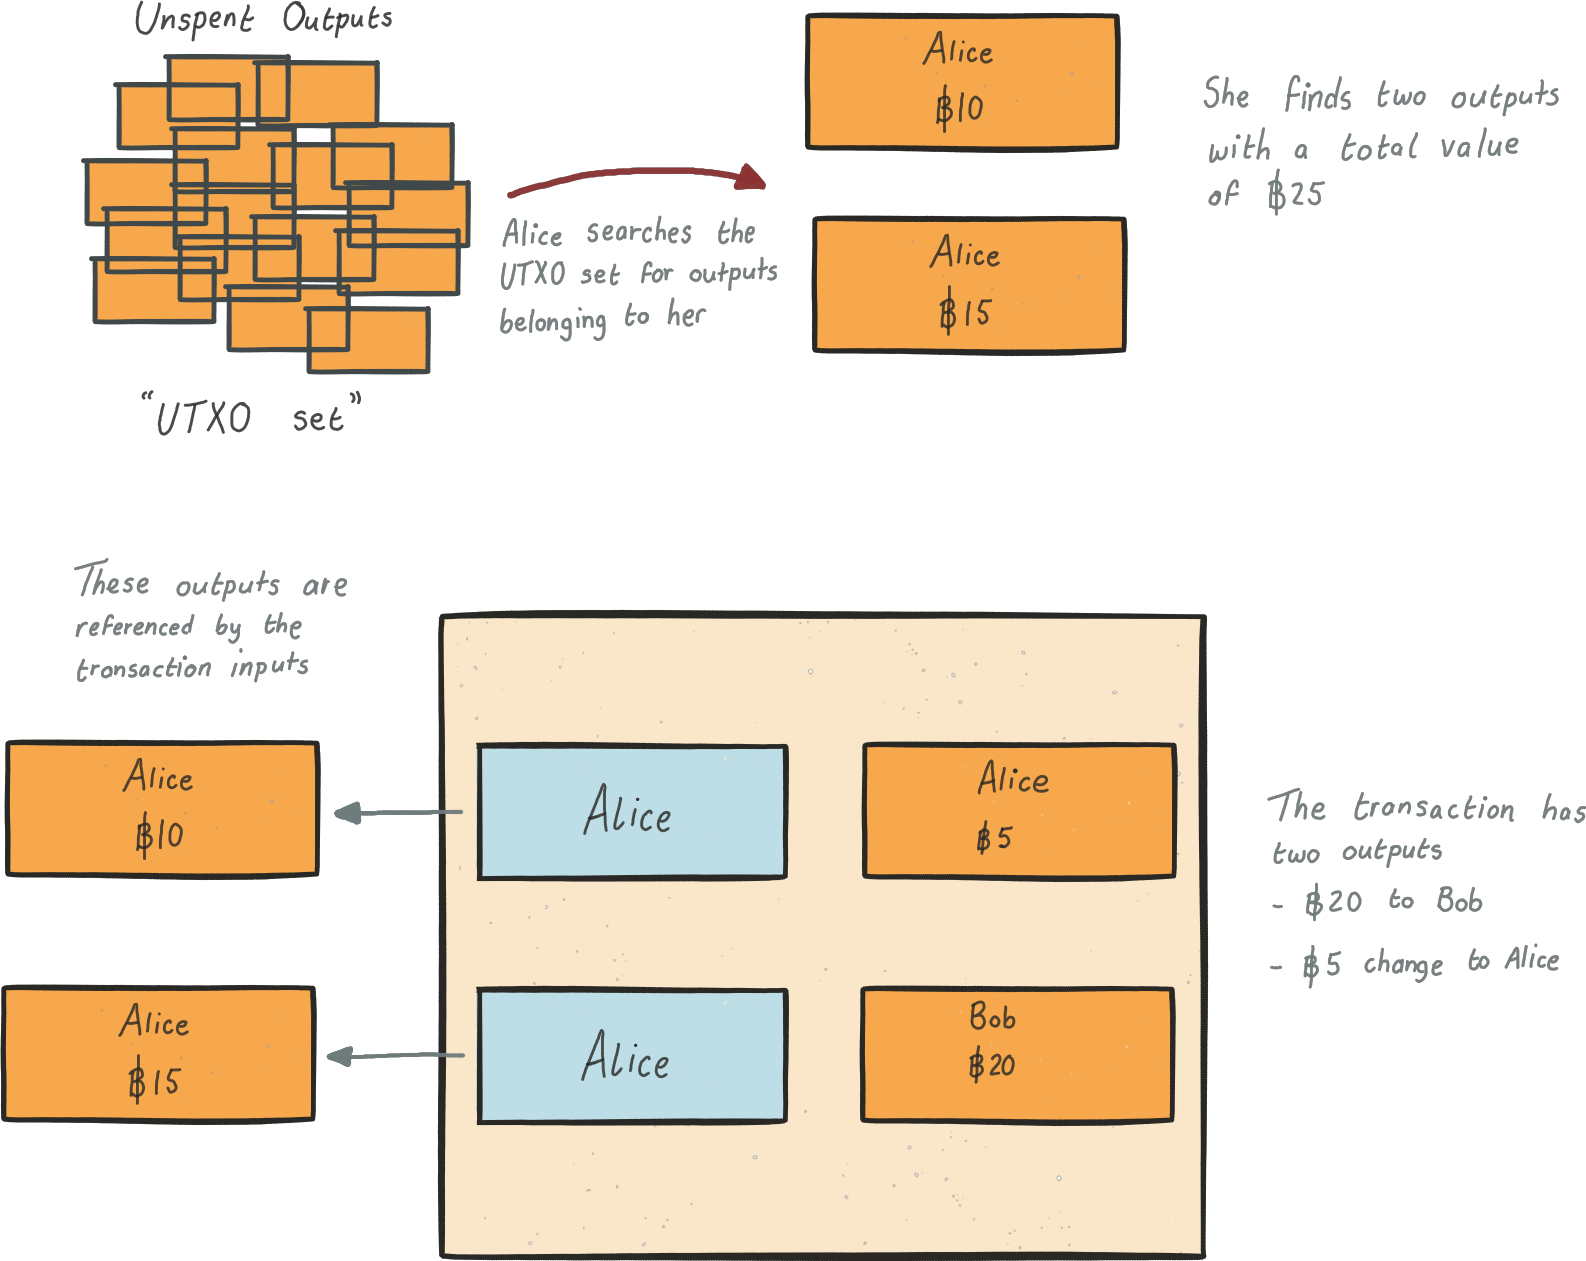 Unspent Outputs
"UTXO set"
Alice searches the
UTXO set for outputs
belonging to her
Alice
₿10
Alice
₿15
She finds two outputs
with a total value
of ₿25
These outputs are
referenced by the
transaction inputs
Alice
₿10
Alice
₿15
Alice
Alice
Alice
₿5
Bob
₿20
The transaction has
two outputs
- ₿20 to Bob
- ₿5 change to Alice